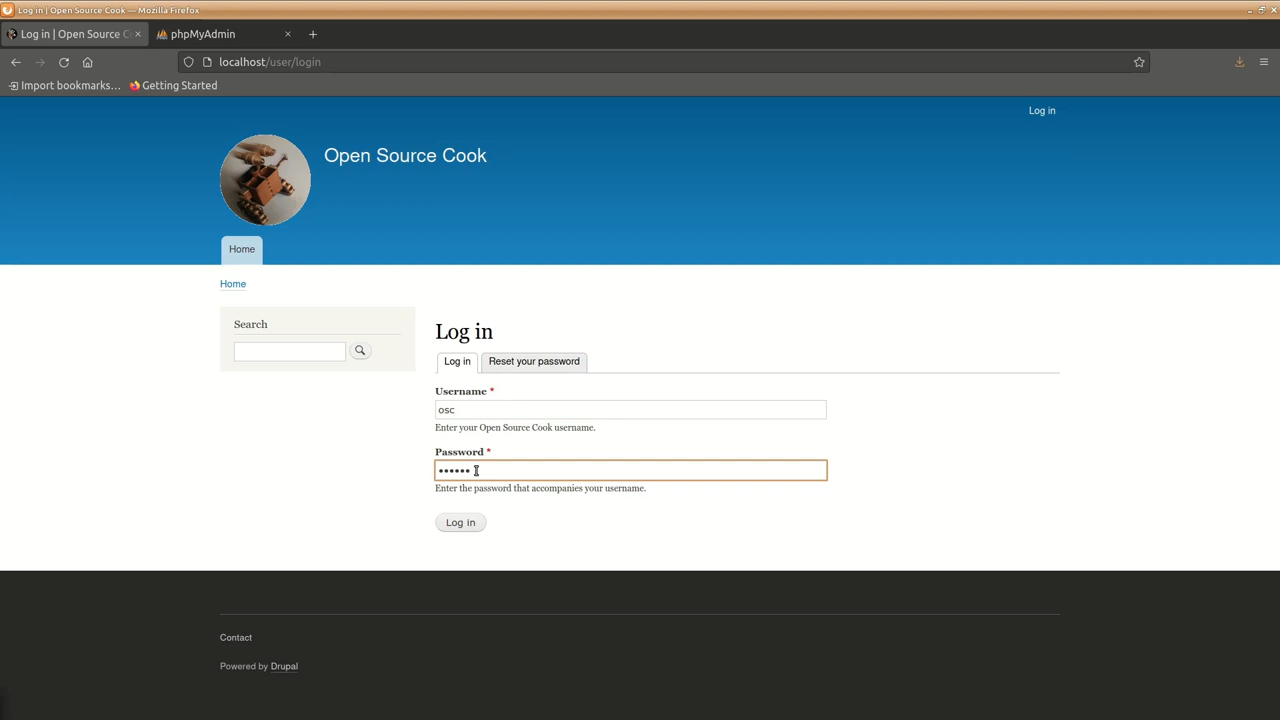 Log in | Open Source Cook — Mozilla Firefox
Log in | Open Source C
phpMyAdmin
localhost/user/login
Import bookmarks…
Getting Started
Log in
Open Source Cook
Home
Home
Search
Log in
Log in
Reset your password
Username *
osc
Enter your Open Source Cook username.
Password *
••••••
Enter the password that accompanies your username.
Log in
Contact
Powered by Drupal